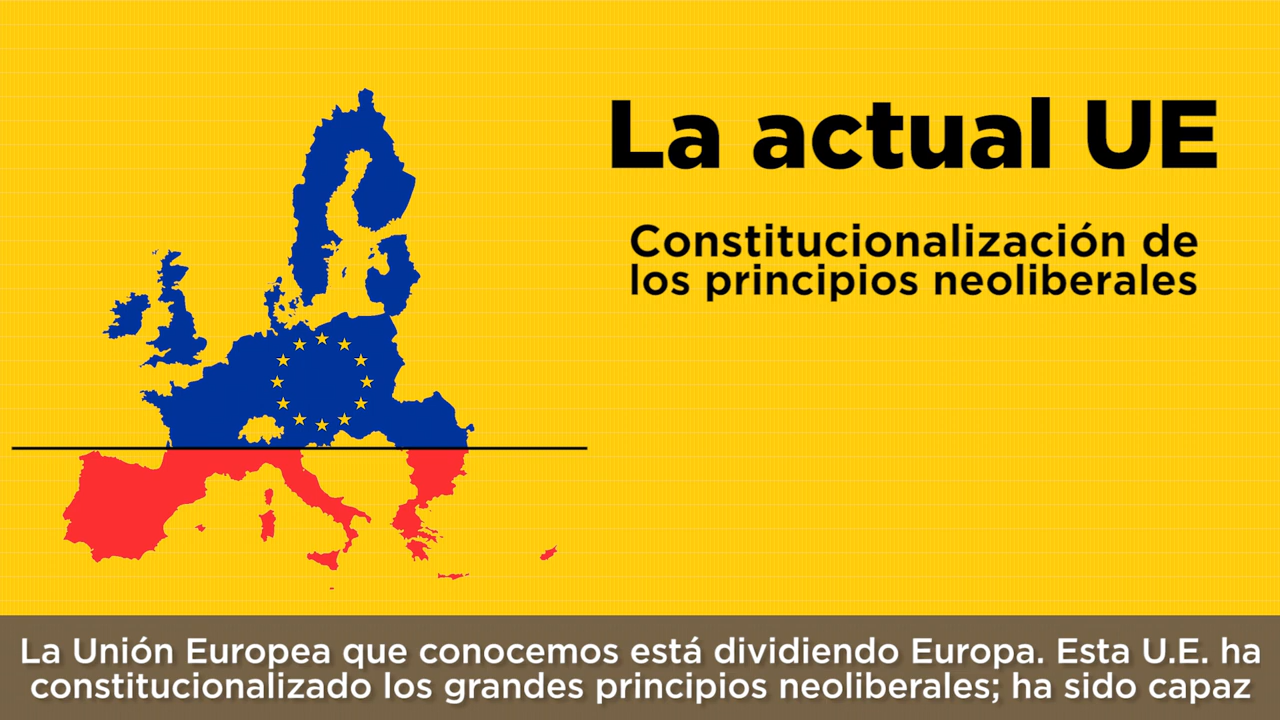 La actual UE
Constitucionalización de
los principios neoliberales
La Unión Europea que conocemos está dividiendo Europa. Esta U.E. ha
constitucionalizado los grandes principios neoliberales; ha sido capaz